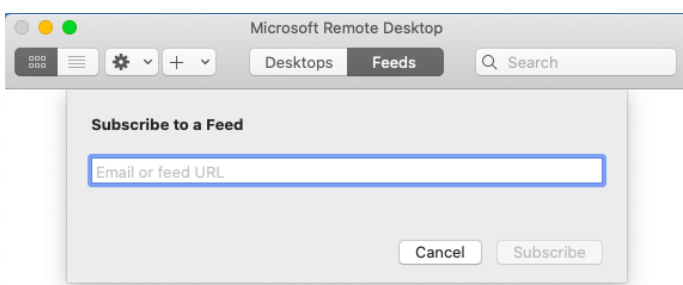 Microsoft Remote Desktop
Desktops Feeds Search
Subscribe to a Feed
Email or feed URL
Cancel Subscribe